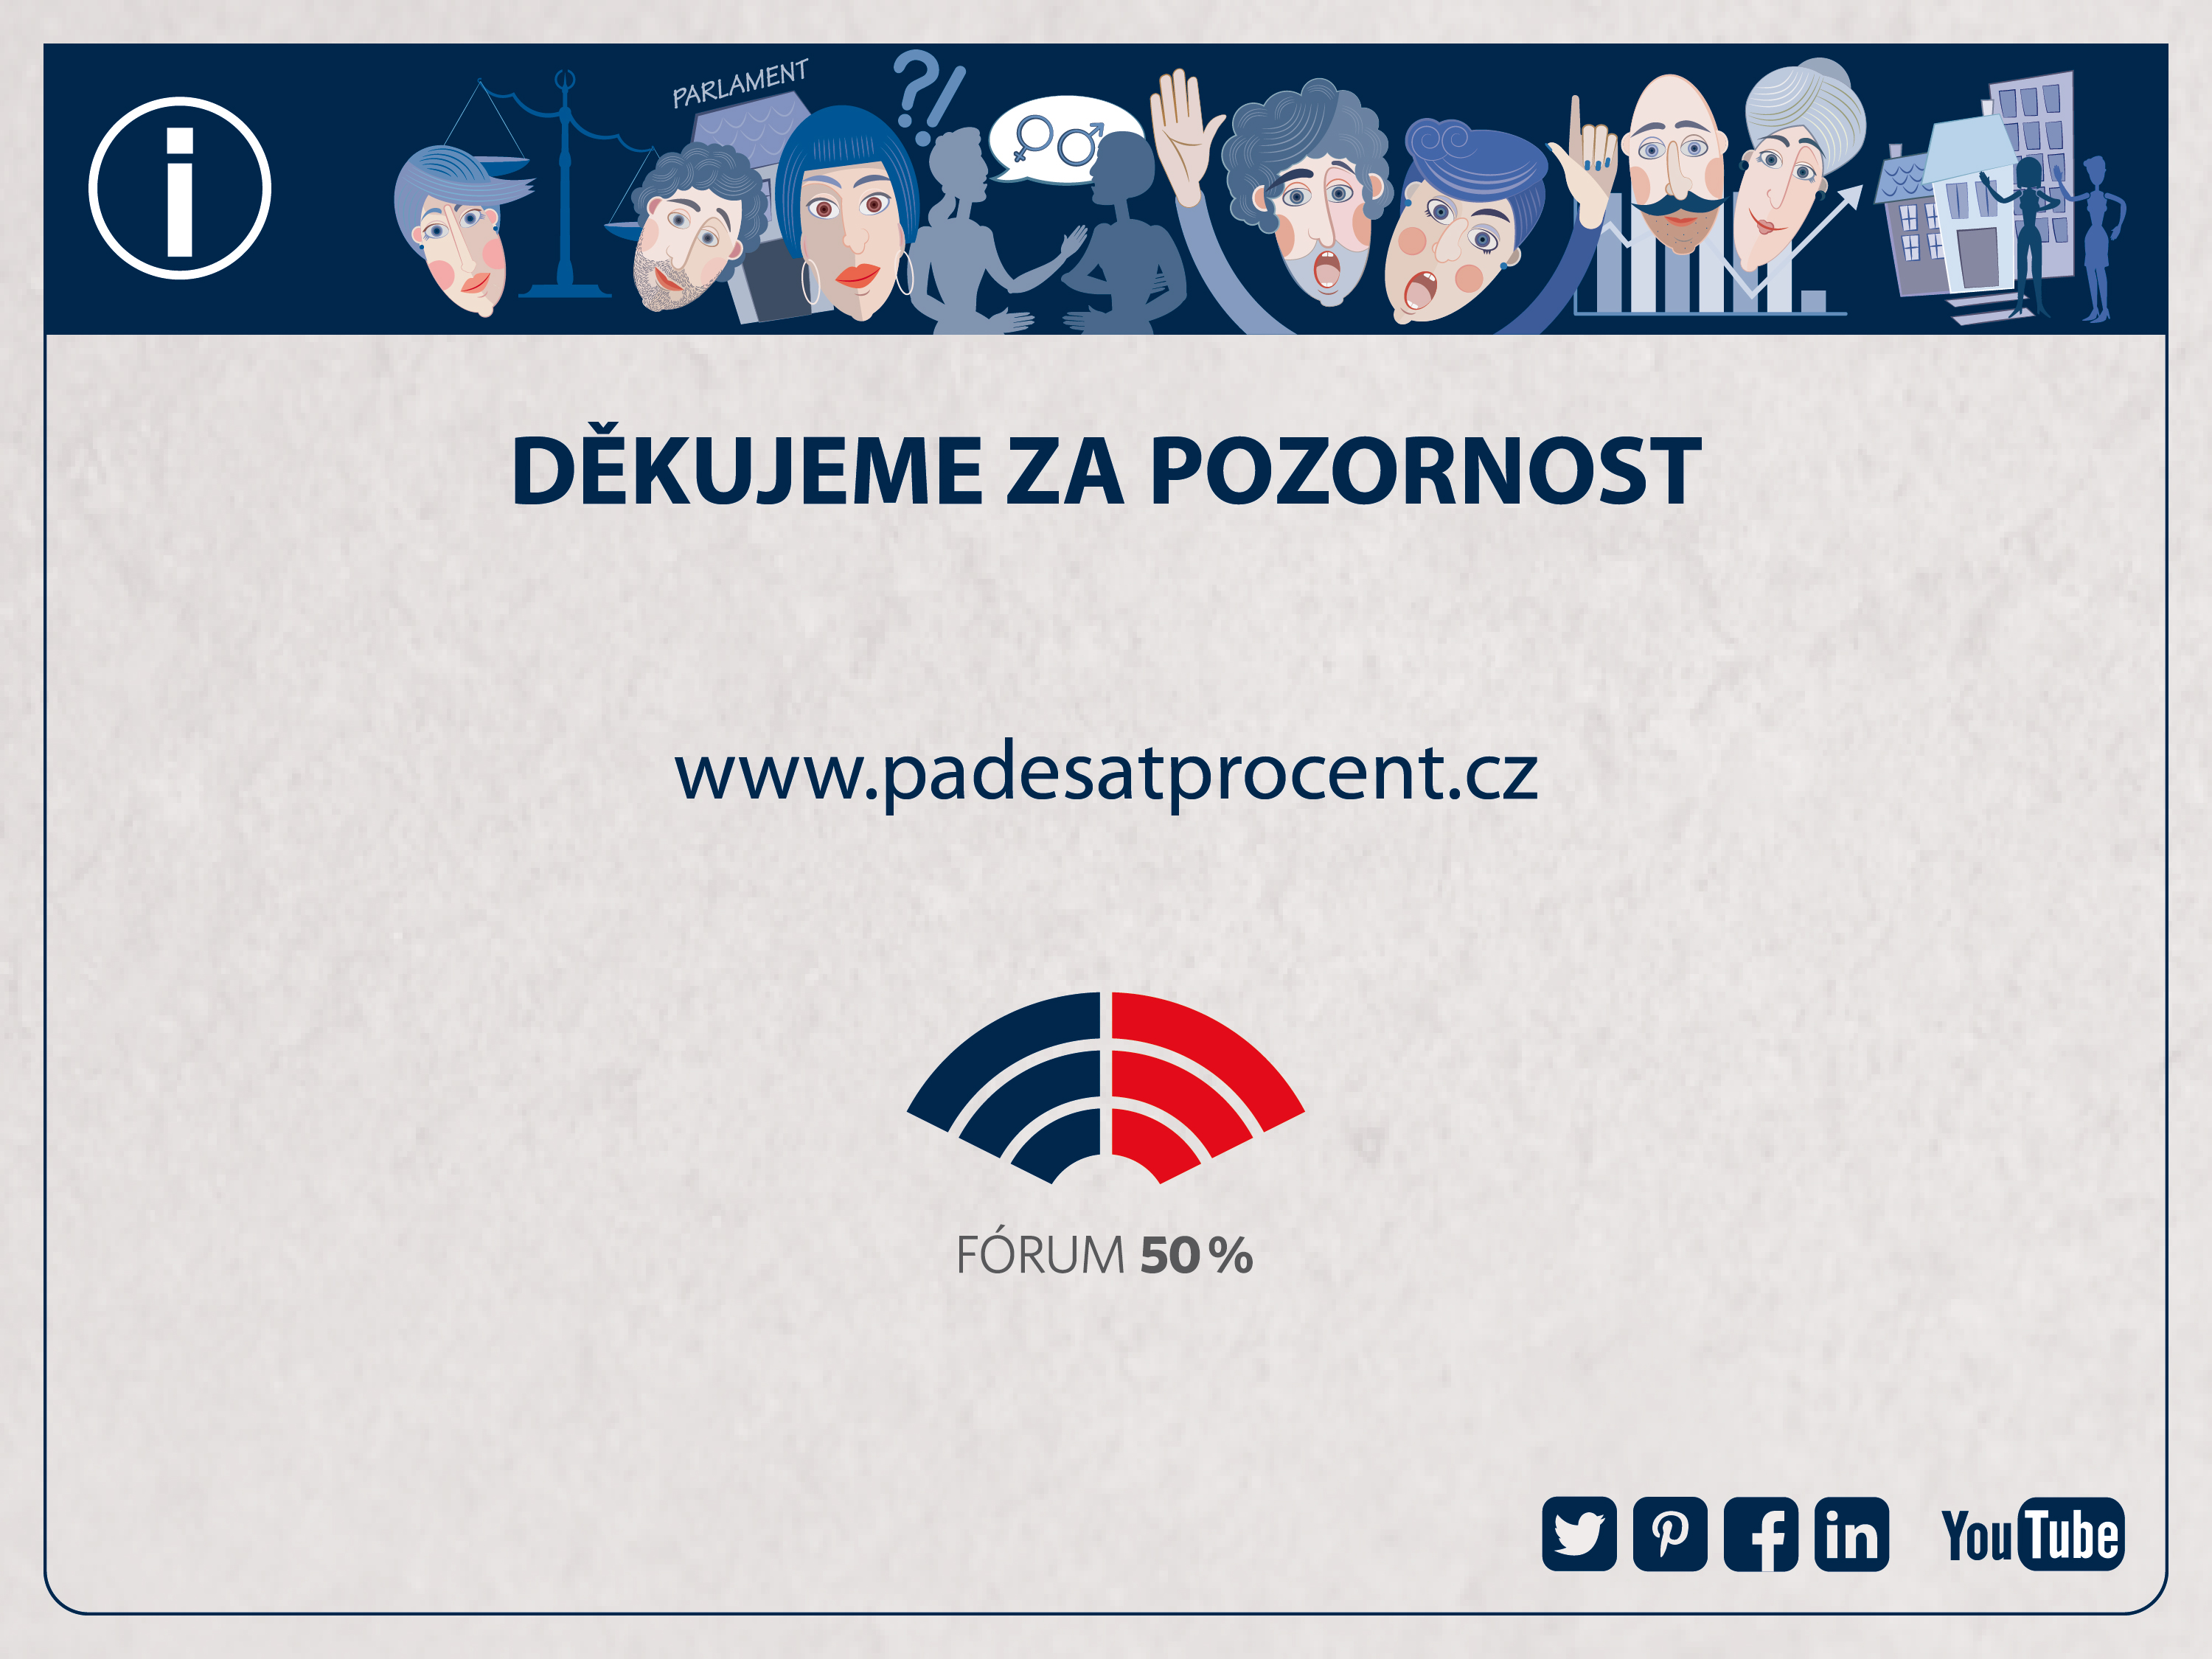 i
PARLAMENT
?!
DĚKUJEME ZA POZORNOST
www.padesatprocent.cz
FÓRUM 50 %
in
YouTube